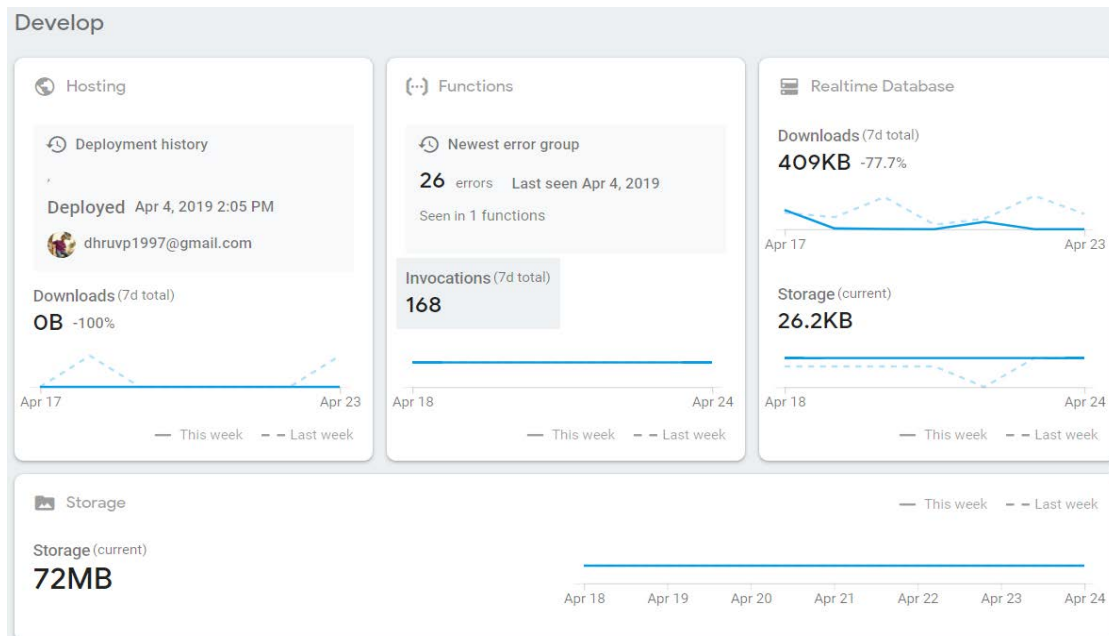 Develop
Hosting
Deployment history
,
Deployed Apr 4, 2019 2:05 PM
dhruvp1997@gmail.com
Downloads (7d total)
0B -100%
Apr 17 Apr 23
This week Last week
Functions
Newest error group
26 errors Last seen Apr 4, 2019
Seen in 1 functions
Invocations (7d total)
168
Apr 18 Apr 24
This week Last week
Realtime Database
Downloads (7d total)
409KB -77.7%
Apr 17 Apr 23
Storage (current)
26.2KB
Apr 18 Apr 24
This week Last week
Storage
This week Last week
Storage (current)
72MB
Apr 18 Apr 19 Apr 20 Apr 21 Apr 22 Apr 23 Apr 24